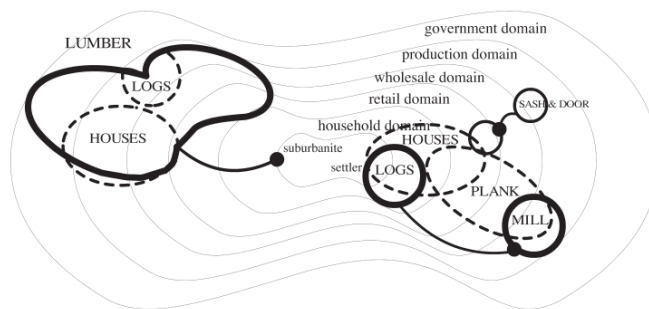 government domain
LUMBER
production domain
wholesale domain
LOGS
retail domain
SASH & DOOR
household domain
HOUSES
HOUSES
suburbanite
settler
LOGS
PLANK
MILL